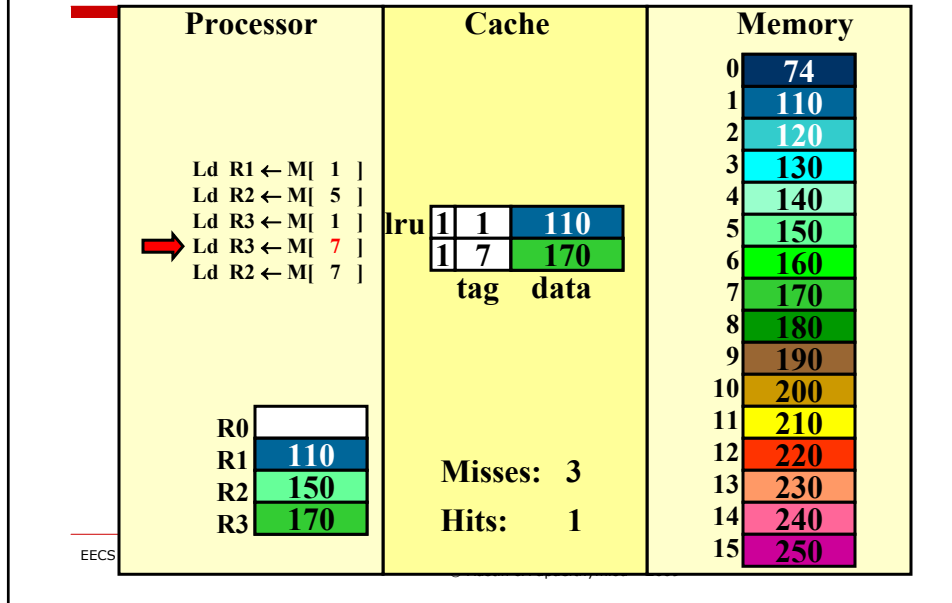 Processor
Ld R1 ← M[ 1 ]
Ld R2 ← M[ 5 ]
Ld R3 ← M[ 1 ]
Ld R3 ← M[ 7 ]
Ld R2 ← M[ 7 ]
R0
R1 110
R2 150
R3 170
Cache
lru 1 1 110
1 7 170
tag data
Misses: 3
Hits: 1
Memory
0 74
1 110
2 120
3 130
4 140
5 150
6 160
7 170
8 180
9 190
10 200
11 210
12 220
13 230
14 240
15 250
EECS